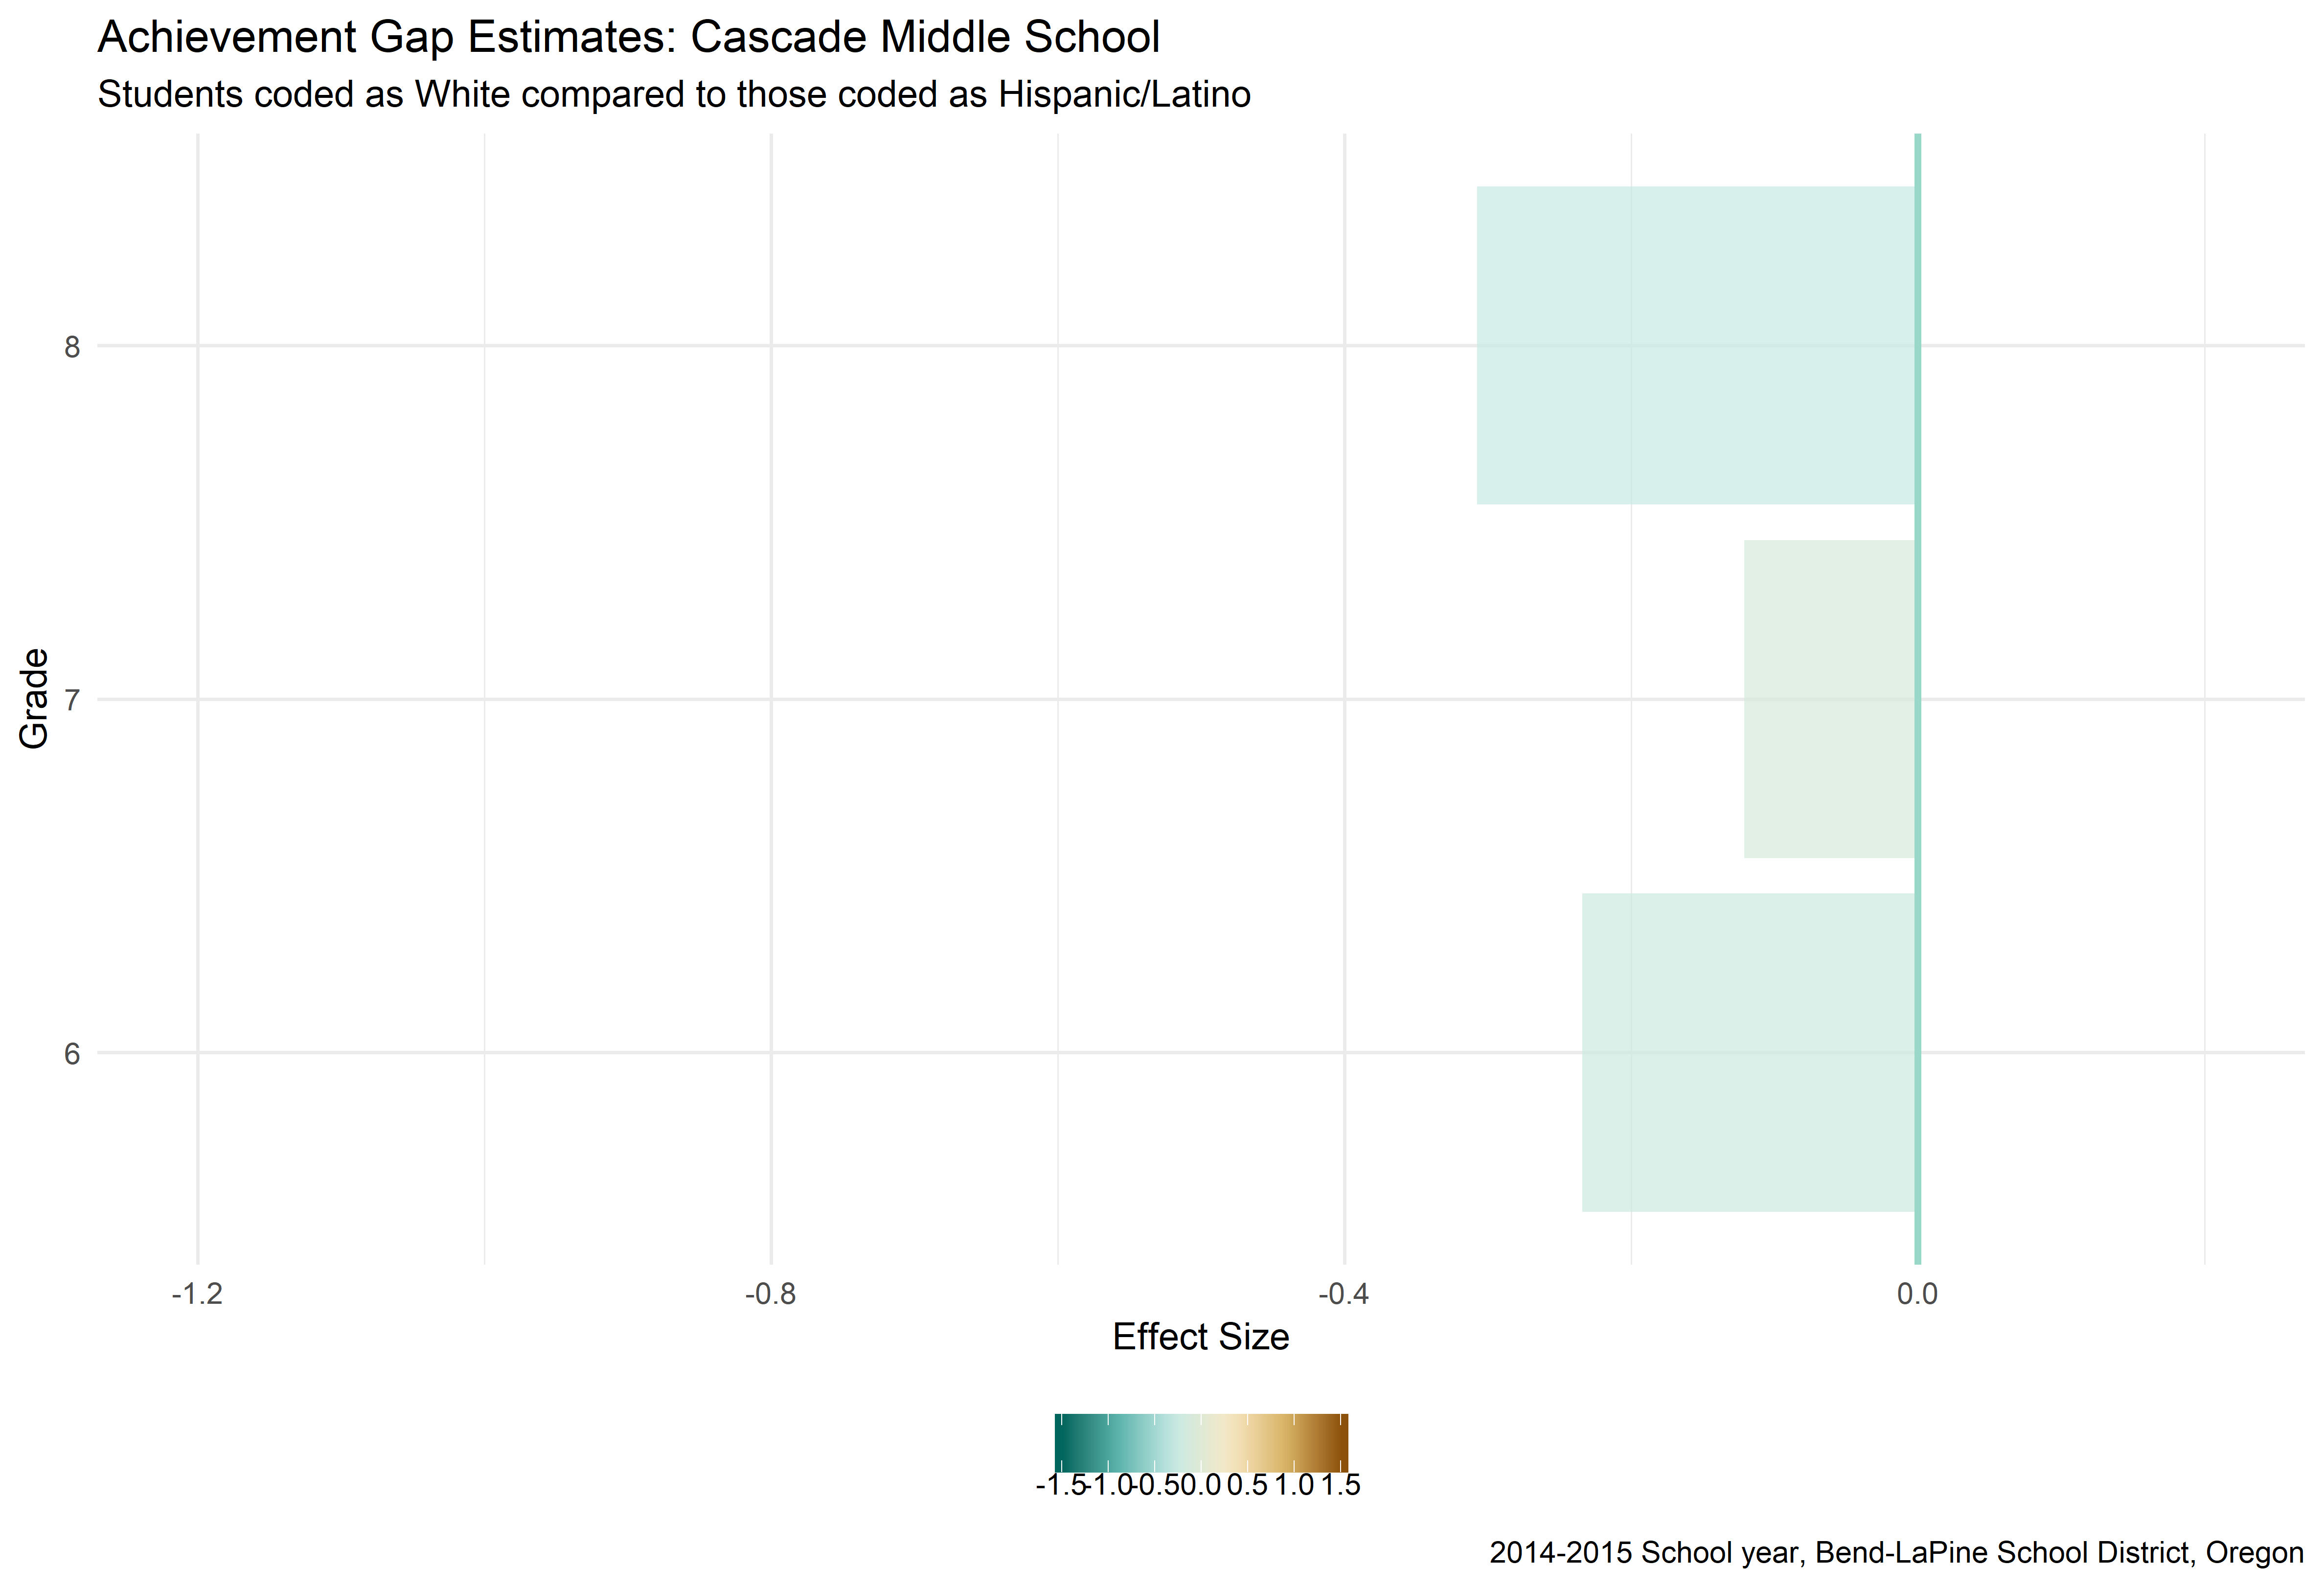 Achievement Gap Estimates: Cascade Middle School
Students coded as White compared to those coded as Hispanic/Latino
8
7
6
Grade
-1.2 -0.8 -0.4 0.0
Effect Size
-1.5 -1.0 -0.5 0.0 0.5 1.0 1.5
2014-2015 School year, Bend-LaPine School District, Oregon